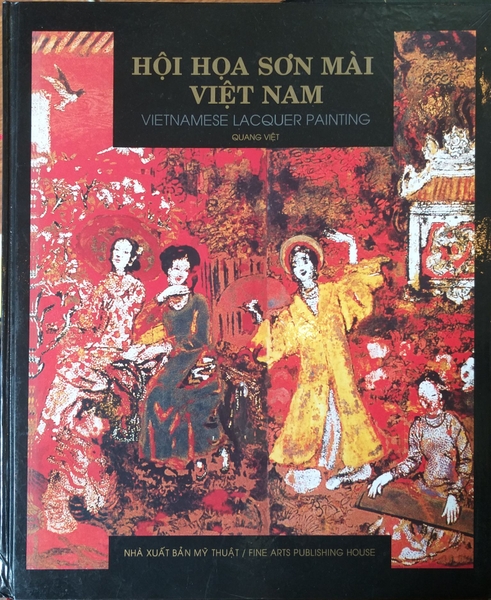 HỘI HỌA SƠN MÀI
VIỆT NAM
VIETNAMESE LACQUER PAINTING
QUANG VIỆT
NHÀ XUẤT BẢN MỸ THUẬT / FINE ARTS PUBLISHING HOUSE